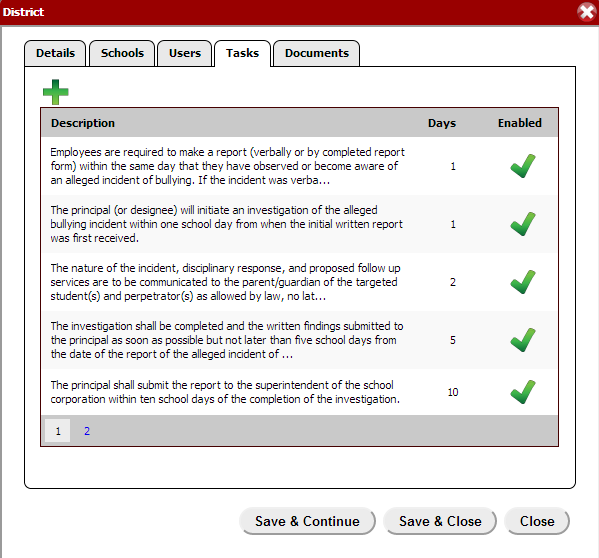 District
Details Schools Users Tasks Documents
Description Days Enabled
Employees are required to make a report (verbally or by completed report
form) within the same day that they have observed or become aware of
an alleged incident of bullying. If the incident was verba...
1
The principal (or designee) will initiate an investigation of the alleged
bullying incident within one school day from when the initial written report
was first received.
1
The nature of the incident, disciplinary response, and proposed follow up
services are to be communicated to the parent/guardian of the targeted
student(s) and perpetrator(s) as allowed by law, no lat...
2
The investigation shall be completed and the written findings submitted to
the principal as soon as possible but not later than five school days from
the date of the report of the alleged incident of ...
5
The principal shall submit the report to the superintendent of the school
corporation within ten school days of the completion of the investigation.
10
1 2
Save & Continue Save & Close Close